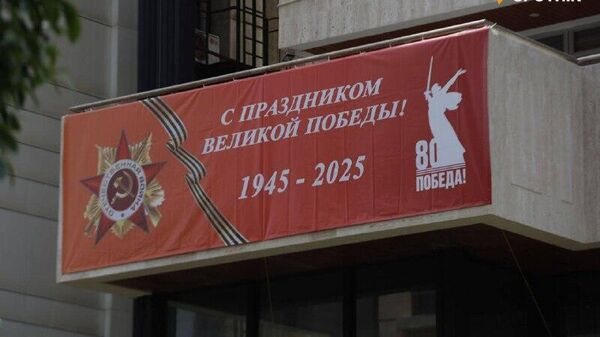 С ПРАЗДНИКОМ
ВЕЛИКОЙ ПОБЕДЫ!
1945 - 2025
80
ПОБЕДА!